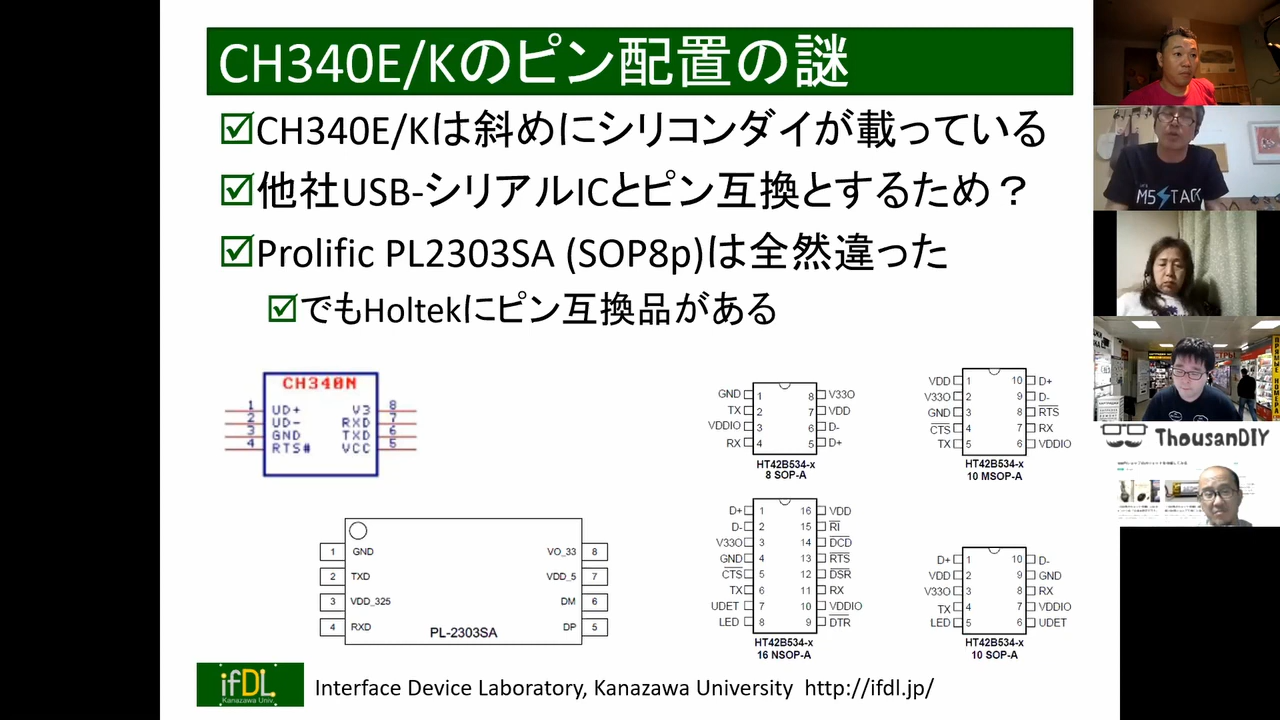 CH340E/Kのピン配置の謎
CH340E/Kは斜めにシリコンダイが載っている
他社USB-シリアルICとピン互換とするため？
Prolific PL2303SA (SOP8p)は全然違った
でもHoltekにピン互換品がある
CH340N
1 UD+ V3 8
2 UD- RXD 7
3 GND TXD 6
4 RTS# VCC 5
GND 1 8 V33O
TX 2 7 VDD
VDDIO 3 6 D-
RX 4 5 D+
HT42B534-x
8 SOP-A
VDD 1 10 D+
V33O 2 9 D-
GND 3 8 RTS
CTS 4 7 RX
TX 5 6 VDDIO
HT42B534-x
10 MSOP-A
1 GND VO_33 8
2 TXD VDD_5 7
3 VDD_325 DM 6
4 RXD DP 5
PL-2303SA
D+ 1 16 VDD
D- 2 15 RI
V33O 3 14 DCD
GND 4 13 RTS
CTS 5 12 DSR
TX 6 11 RX
UDET 7 10 VDDIO
LED 8 9 DTR
HT42B534-x
16 NSOP-A
D+ 1 10 D-
VDD 2 9 GND
V33O 3 8 RX
TX 4 7 VDDIO
LED 5 6 UDET
HT42B534-x
10 SOP-A
ifDL
Kanazawa Univ.
Interface Device Laboratory, Kanazawa University http://ifdl.jp/
M5STACK
ThousanDIY